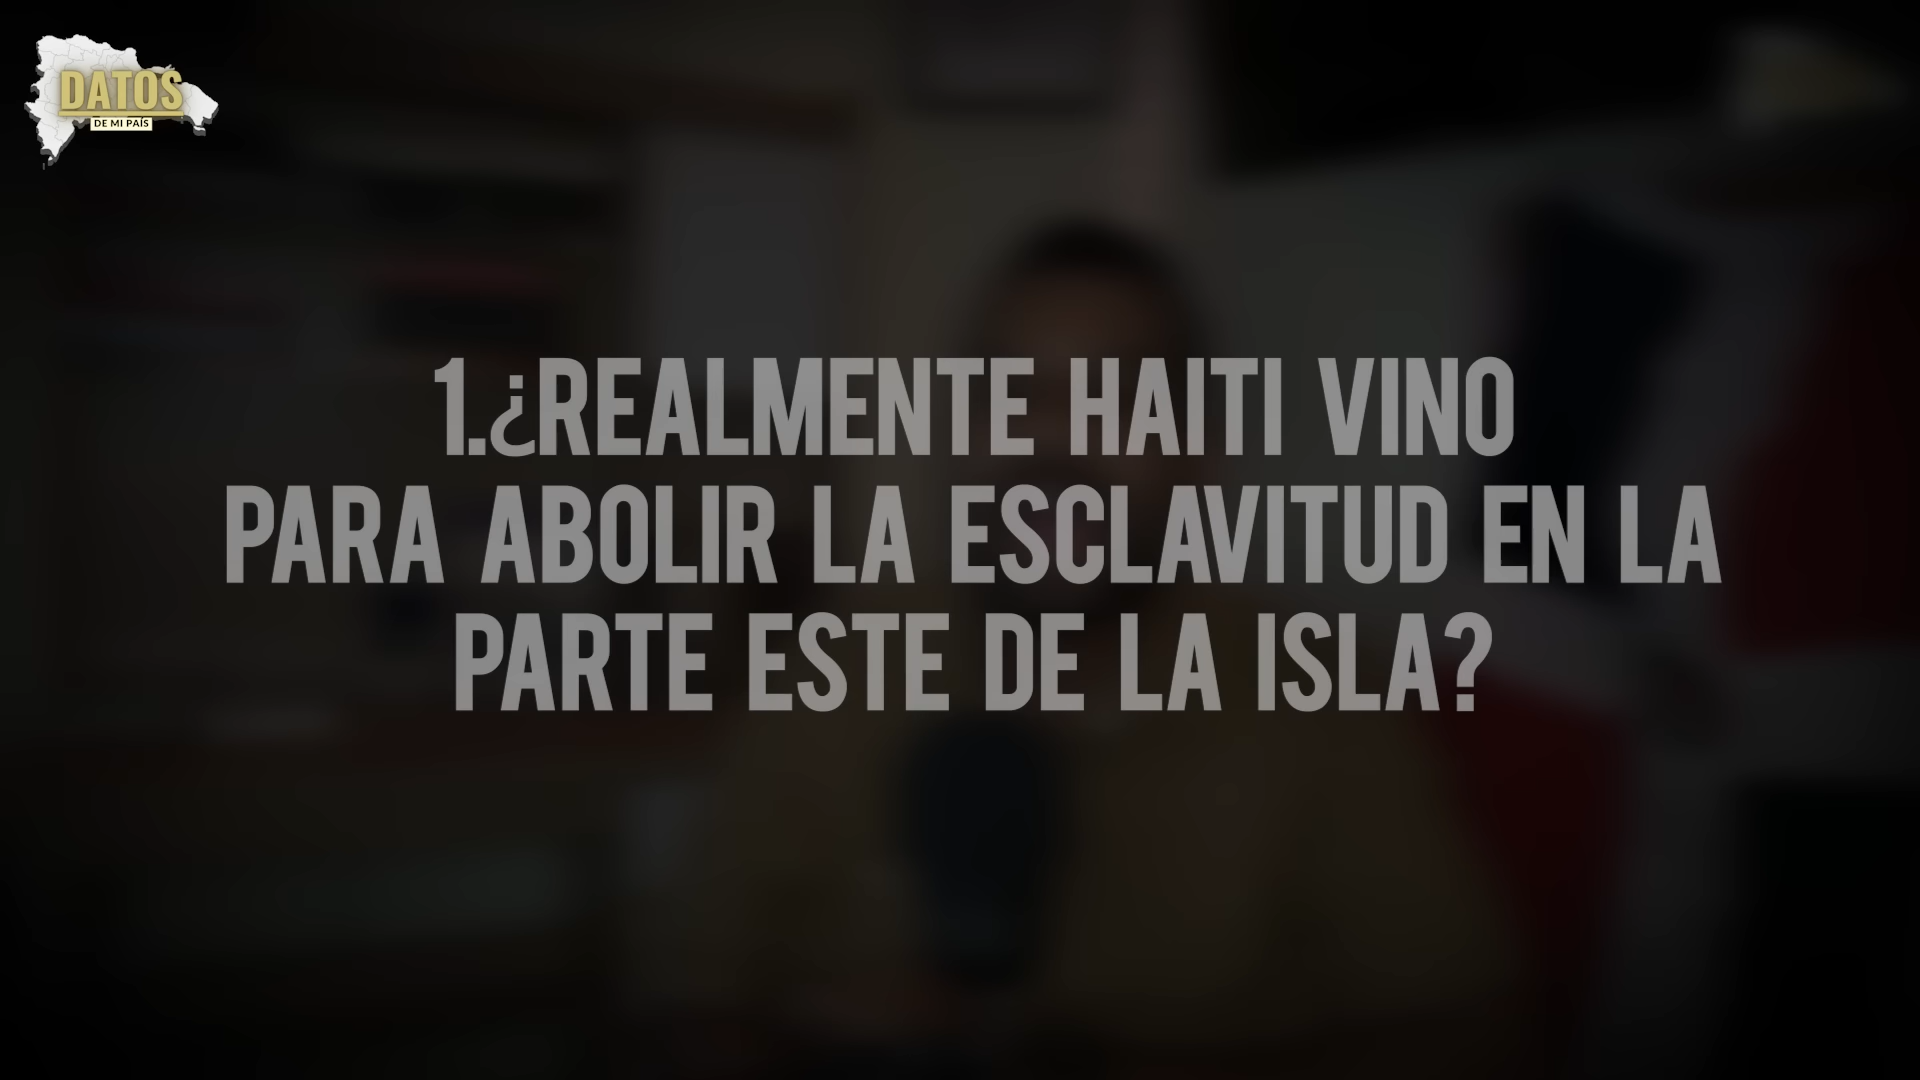 DATOS
DE MI PAÍS
1.¿REALMENTE HAITI VINO
PARA ABOLIR LA ESCLAVITUD EN LA
PARTE ESTE DE LA ISLA?